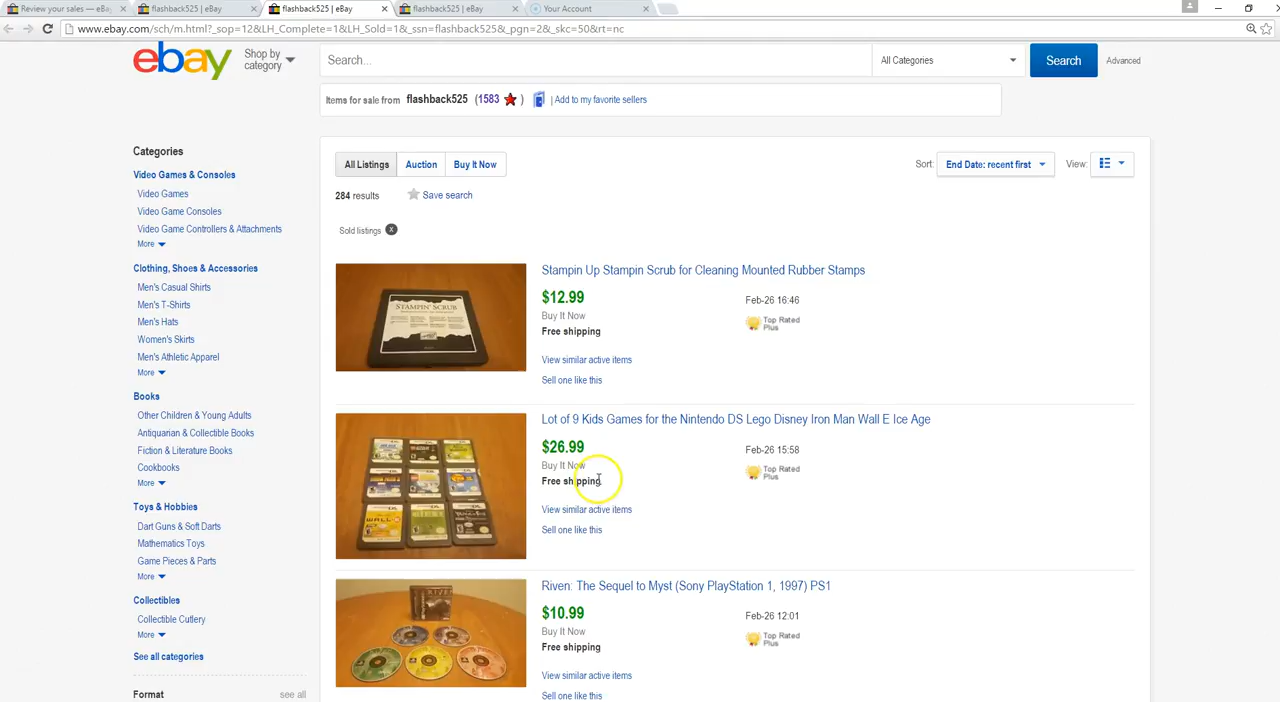 Review your sales — eB
flashback525 | eBay
flashback525 | eBay
flashback525 | eBay
Your Account
www.ebay.com/sch/m.html?_sop=12&LH_Complete=1&LH_Sold=1&_ssn=flashback525&_pgn=2&_skc=50&rt=nc
ebay
Shop by
category
Search...
All Categories
Search
Advanced
Items for sale from flashback525 (1583 ) | Add to my favorite sellers
Categories
Video Games & Consoles
Video Games
Video Game Consoles
Video Game Controllers & Attachments
More
Clothing, Shoes & Accessories
Men's Casual Shirts
Men's T-Shirts
Men's Hats
Women's Skirts
Men's Athletic Apparel
More
Books
Other Children & Young Adults
Antiquarian & Collectible Books
Fiction & Literature Books
Cookbooks
More
Toys & Hobbies
Dart Guns & Soft Darts
Mathematics Toys
Game Pieces & Parts
More
Collectibles
Collectible Cutlery
More
See all categories
Format
see all
All Listings
Auction
Buy It Now
Sort:
End Date: recent first
View:
284 results
Save search
Sold listings x
STAMPIN' SCRUB
Stampin Up Stampin Scrub for Cleaning Mounted Rubber Stamps
$12.99
Buy It Now
Free shipping
Feb-26 16:46
Top Rated
Plus
View similar active items
Sell one like this
WALL•E
Lot of 9 Kids Games for the Nintendo DS Lego Disney Iron Man Wall E Ice Age
$26.99
Buy It Now
Free shipping
Feb-26 15:58
Top Rated
Plus
View similar active items
Sell one like this
RIVEN
Riven: The Sequel to Myst (Sony PlayStation 1, 1997) PS1
$10.99
Buy It Now
Free shipping
Feb-26 12:01
Top Rated
Plus
View similar active items
Sell one like this